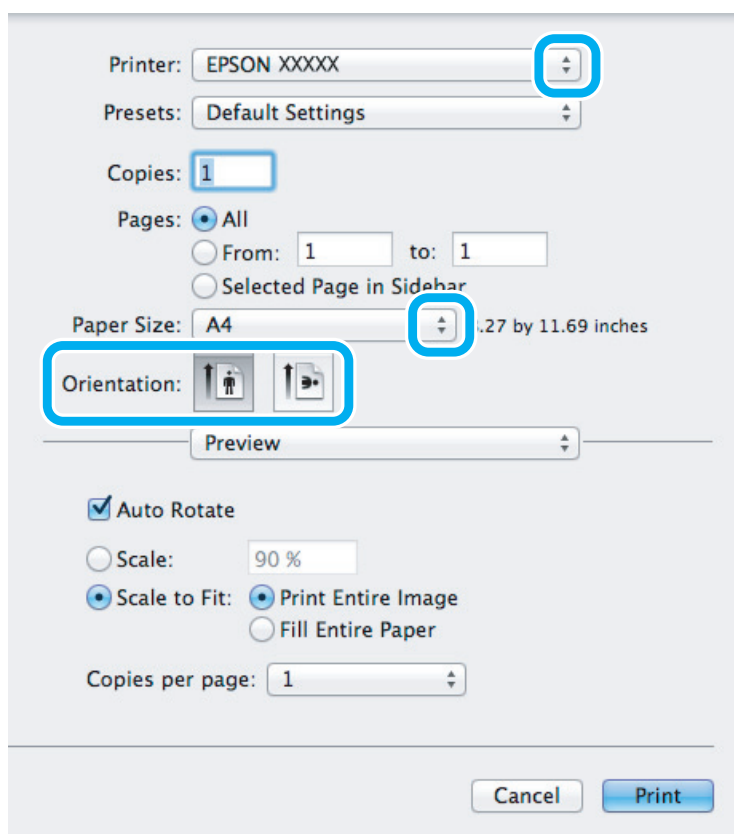 Printer: EPSON XXXXX
Presets: Default Settings
Copies: 1
Pages: All
From: 1 to: 1
Selected Page in Sidebar
Paper Size: A4 .27 by 11.69 inches
Orientation:
Preview
Auto Rotate
Scale: 90 %
Scale to Fit: Print Entire Image
Fill Entire Paper
Copies per page: 1
Cancel Print